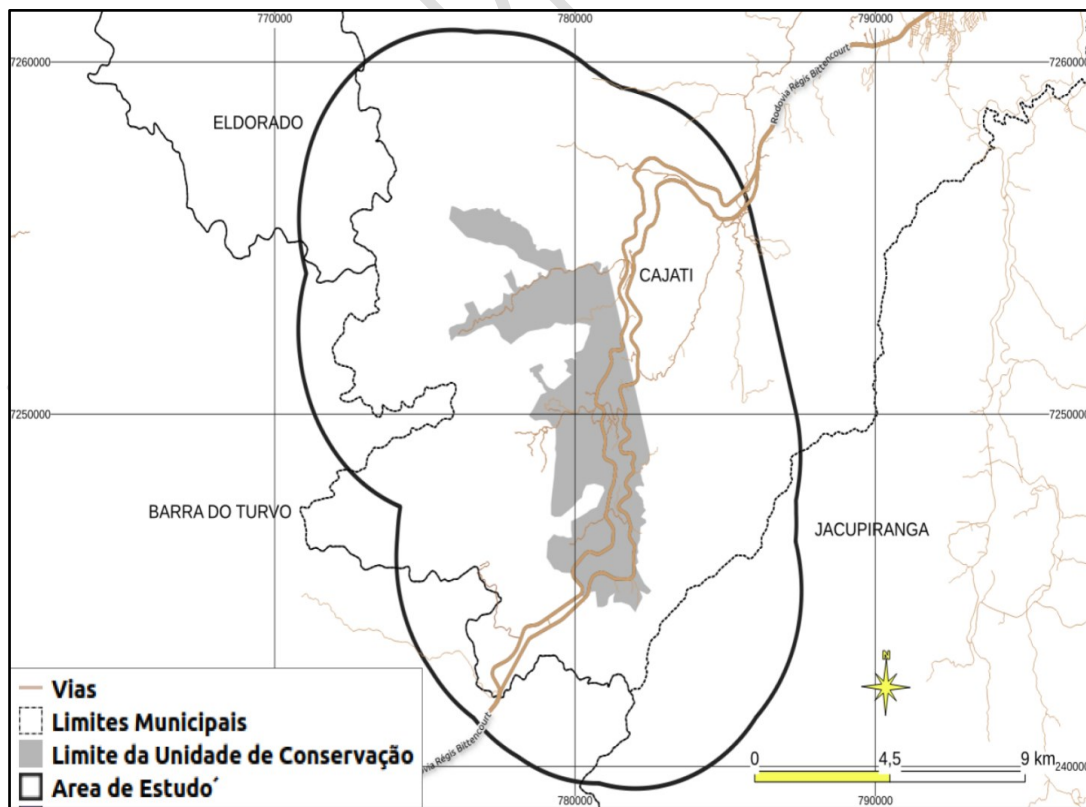 770000
780000
790000
7260000
7260000
Rodovia Régis Bittencourt
ELDORADO
CAJATI
7250000
7250000
BARRA DO TURVO
JACUPIRANGA
N
Vias
Limites Municipais
Limite da Unidade de Conservação
Area de Estudo´
Régis Bittencourt
0
4,5
9 km
240000
780000
790000